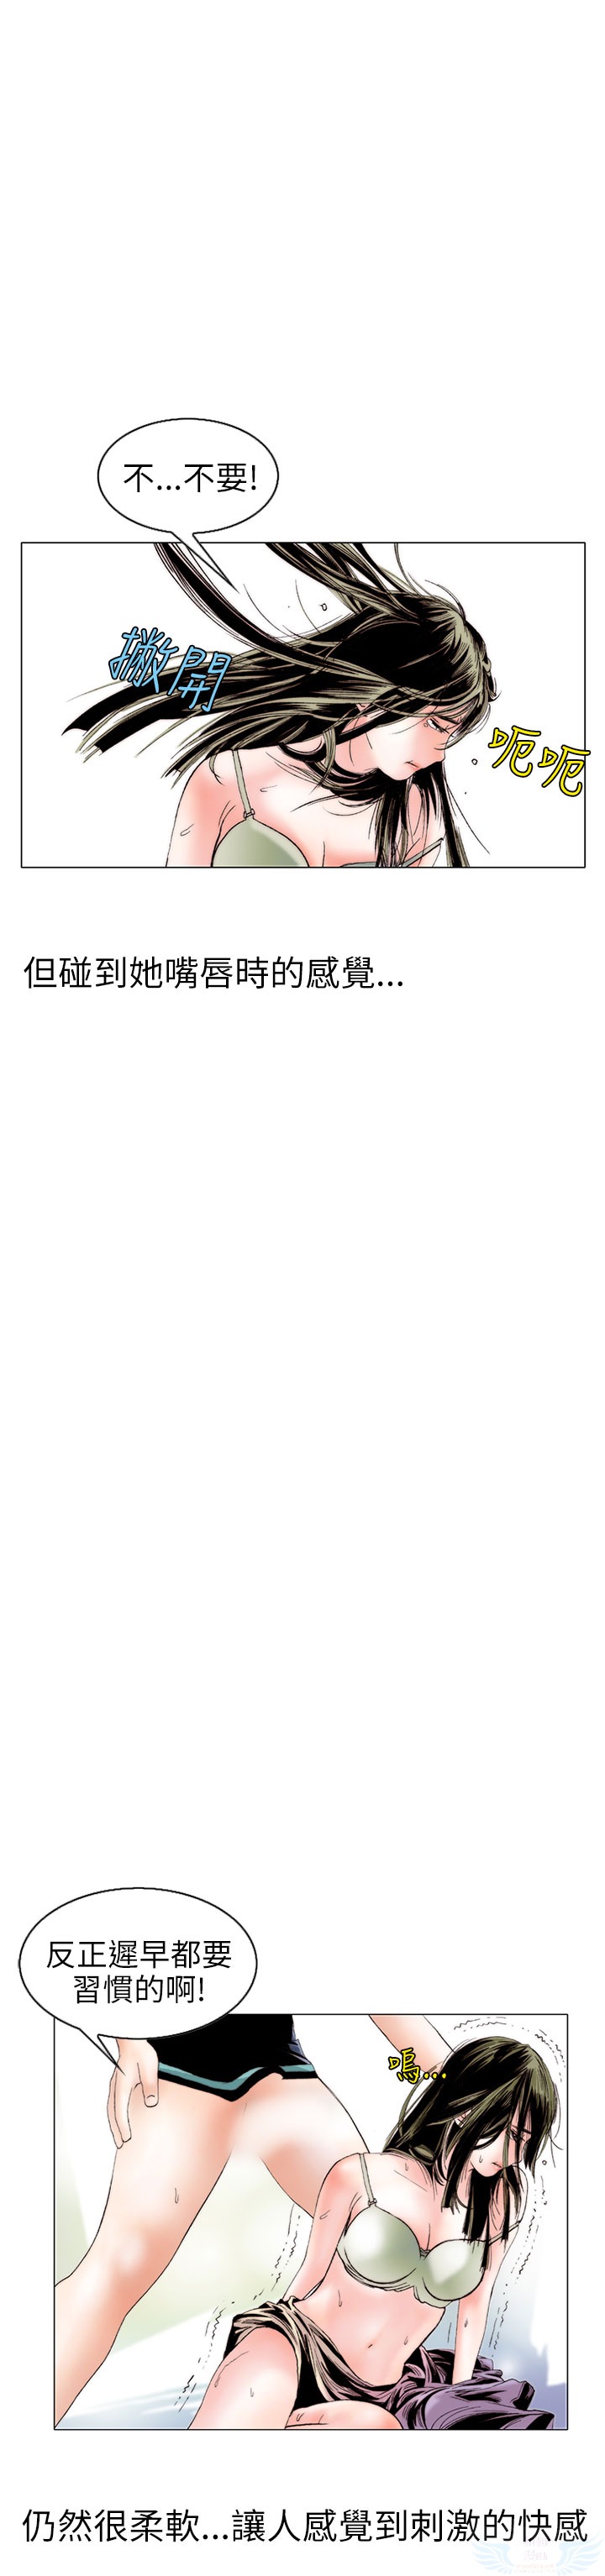 不...不要!
撇開
呃呃
但碰到她嘴唇時的感覺...
反正遲早都要
習慣的啊!
嗚...
仍然很柔軟...讓人感覺到刺激的快感